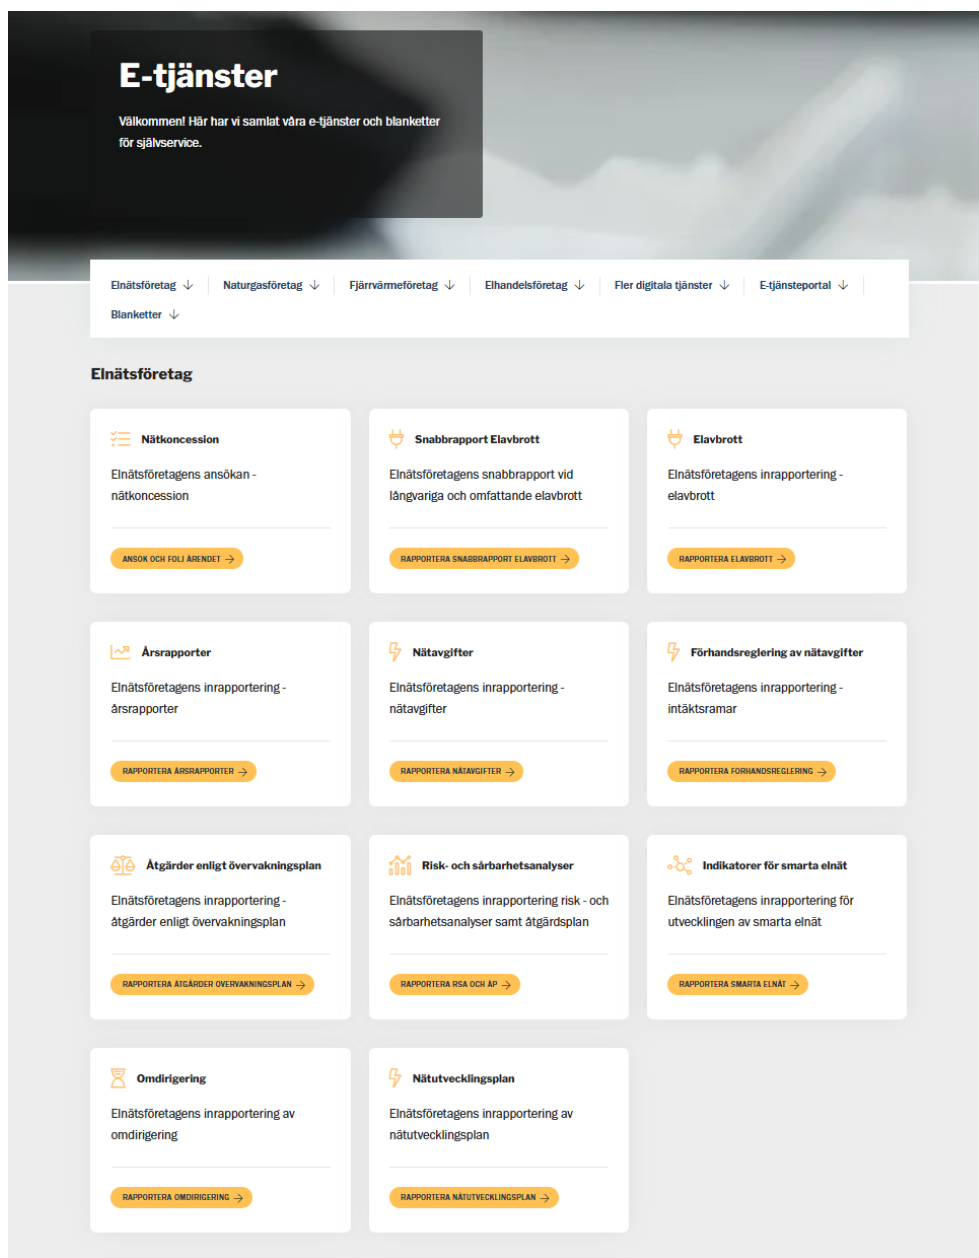 E-tjänster
Välkommen! Här har vi samlat våra e-tjänster och blanketter
för självservice.
Elnätsföretag
Naturgasföretag
Fjärrvärmeföretag
Elhandelsföretag
Fler digitala tjänster
E-tjänsteportal
Blanketter
Elnätsföretag
Nätkoncession
Elnätsföretagens ansökan -
nätkoncession
ANSÖK OCH FÖLJ ÄRENDET
Snabbrapport Elavbrott
Elnätsföretagens snabbrapport vid
långvariga och omfattande elavbrott
RAPPORTERA SNABBRAPPORT ELAVBROTT
Elavbrott
Elnätsföretagens inrapportering -
elavbrott
RAPPORTERA ELAVBROTT
Årsrapporter
Elnätsföretagens inrapportering -
årsrapporter
RAPPORTERA ÅRSRAPPORTER
Nätavgifter
Elnätsföretagens inrapportering -
nätavgifter
RAPPORTERA NÄTAVGIFTER
Förhandsreglering av nätavgifter
Elnätsföretagens inrapportering -
intäktsramar
RAPPORTERA FÖRHANDSREGLERING
Åtgärder enligt övervakningsplan
Elnätsföretagens inrapportering -
åtgärder enligt övervakningsplan
RAPPORTERA ÅTGÄRDER ÖVERVAKNINGSPLAN
Risk- och sårbarhetsanalyser
Elnätsföretagens inrapportering risk - och
sårbarhetsanalyser samt åtgärdsplan
RAPPORTERA RSA OCH ÅP
Indikatorer för smarta elnät
Elnätsföretagens inrapportering för
utvecklingen av smarta elnät
RAPPORTERA SMARTA ELNÄT
Omdirigering
Elnätsföretagens inrapportering av
omdirigering
RAPPORTERA OMDIRIGERING
Nätutvecklingsplan
Elnätsföretagens inrapportering av
nätutvecklingsplan
RAPPORTERA NÄTUTVECKLINGSPLAN